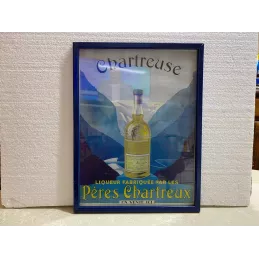 Chartreuse
LIQUEUR FABRIQUÉE PAR LES
Pères Chartreux